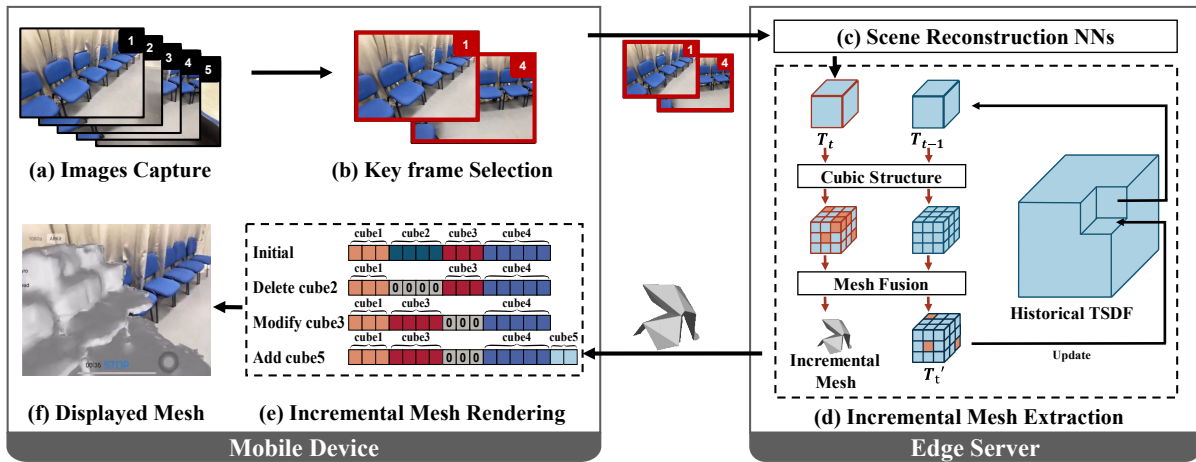 1
2
3
4
5
(a) Images Capture
1
4
(b) Key frame Selection
1
4
(c) Scene Reconstruction NNs
T_t
T_{t-1}
Cubic Structure
Mesh Fusion
Incremental
Mesh
T_t'
Historical TSDF
Update
(d) Incremental Mesh Extraction
cube1 cube2 cube3 cube4
Initial
cube1 cube3 cube4
Delete cube2 0 0 0 0
cube1 cube3 cube4
Modify cube3 0 0 0
cube1 cube3 cube4 cube5
Add cube5 0 0 0
(e) Incremental Mesh Rendering
00:35 STOP
(f) Displayed Mesh
Mobile Device
Edge Server